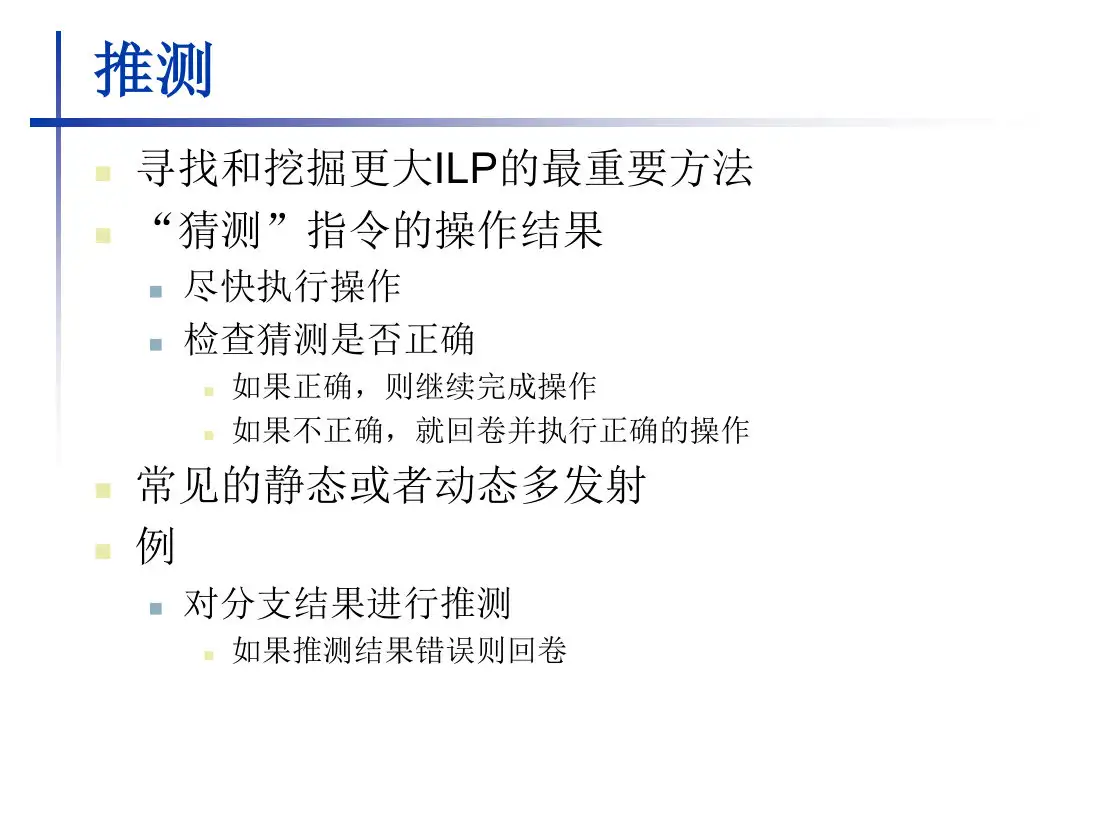 推测
寻找和挖掘更大ILP的最重要方法
“猜测”指令的操作结果
尽快执行操作
检查猜测是否正确
如果正确，则继续完成操作
如果不正确，就回卷并执行正确的操作
常见的静态或者动态多发射
例
对分支结果进行推测
如果推测结果错误则回卷